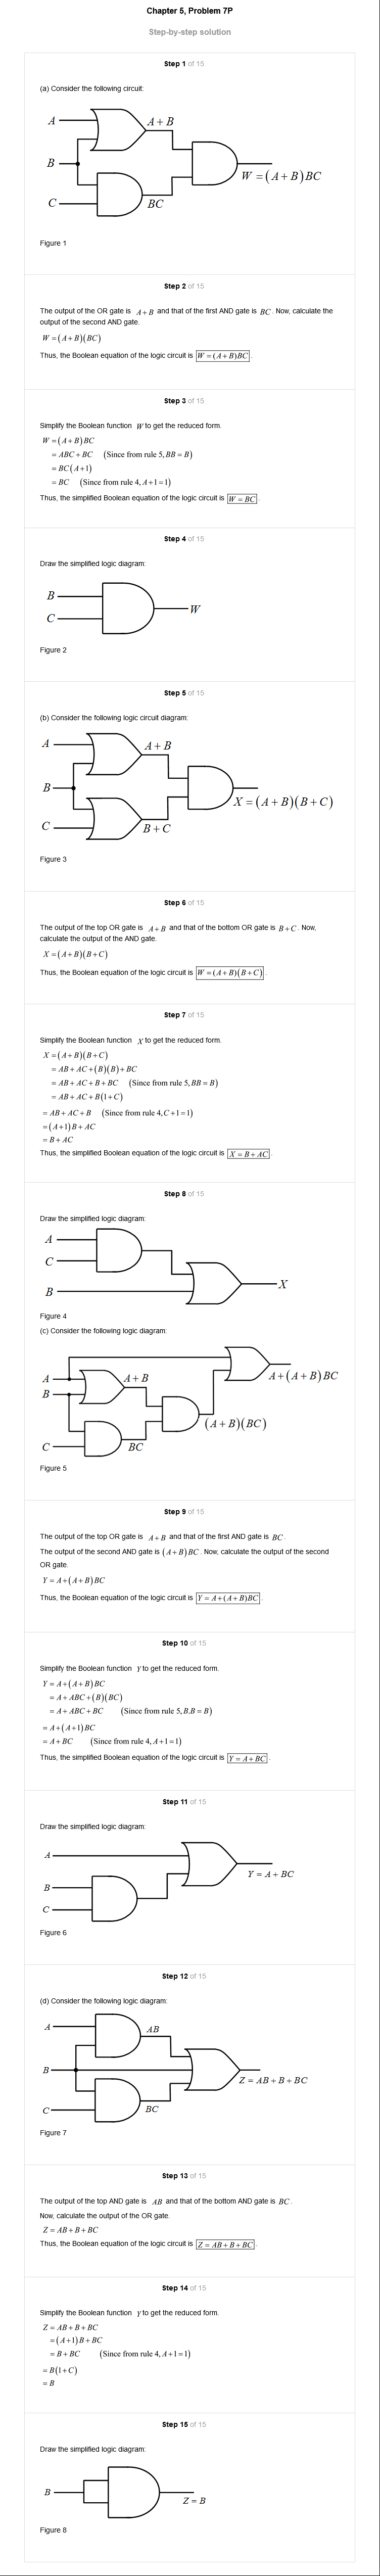 Chapter 5, Problem 7P
Step-by-step solution
Step 1 of 15
(a) Consider the following circuit:
A
A+B
B
W = (A+B)BC
C
BC
Figure 1
Step 2 of 15
The output of the OR gate is A+B and that of the first AND gate is BC. Now, calculate the
output of the second AND gate.
W = (A+B)(BC)
Thus, the Boolean equation of the logic circuit is W = (A+B)BC.
Step 3 of 15
Simplify the Boolean function W to get the reduced form.
W = (A+B)BC
= ABC + BC (Since from rule 5, BB = B)
= BC(A+1)
= BC (Since from rule 4, A+1=1)
Thus, the simplified Boolean equation of the logic circuit is W = BC.
Step 4 of 15
Draw the simplified logic diagram:
B
W
C
Figure 2
Step 5 of 15
(b) Consider the following logic circuit diagram:
A
A+B
B
X = (A+B)(B+C)
C
B+C
Figure 3
Step 6 of 15
The output of the top OR gate is A+B and that of the bottom OR gate is B+C. Now,
calculate the output of the AND gate.
X = (A+B)(B+C)
Thus, the Boolean equation of the logic circuit is W = (A+B)(B+C).
Step 7 of 15
Simplify the Boolean function X to get the reduced form.
X = (A+B)(B+C)
= AB + AC + (B)(B) + BC
= AB + AC + B + BC (Since from rule 5, BB = B)
= AB + AC + B(1+C)
= AB + AC + B (Since from rule 4, C+1=1)
= (A+1)B + AC
= B + AC
Thus, the simplified Boolean equation of the logic circuit is X = B + AC.
Step 8 of 15
Draw the simplified logic diagram:
A
C
X
B
Figure 4
(c) Consider the following logic diagram:
A
A+B
A+(A+B)BC
B
(A+B)(BC)
C
BC
Figure 5
Step 9 of 15
The output of the top OR gate is A+B and that of the first AND gate is BC.
The output of the second AND gate is (A+B)BC. Now, calculate the output of the second
OR gate.
Y = A+(A+B)BC
Thus, the Boolean equation of the logic circuit is Y = A+(A+B)BC.
Step 10 of 15
Simplify the Boolean function Y to get the reduced form.
Y = A+(A+B)BC
= A + ABC + (B)(BC)
= A + ABC + BC (Since from rule 5, B.B = B)
= A + (A+1)BC
= A + BC (Since from rule 4, A+1=1)
Thus, the simplified Boolean equation of the logic circuit is Y = A + BC.
Step 11 of 15
Draw the simplified logic diagram:
A
Y = A + BC
B
C
Figure 6
Step 12 of 15
(d) Consider the following logic diagram:
A
AB
B
Z = AB + B + BC
C
BC
Figure 7
Step 13 of 15
The output of the top AND gate is AB and that of the bottom AND gate is BC.
Now, calculate the output of the OR gate.
Z = AB + B + BC
Thus, the Boolean equation of the logic circuit is Z = AB + B + BC.
Step 14 of 15
Simplify the Boolean function Y to get the reduced form.
Z = AB + B + BC
= (A+1)B + BC
= B + BC (Since from rule 4, A+1=1)
= B(1+C)
= B
Step 15 of 15
Draw the simplified logic diagram:
B
Z = B
Figure 8